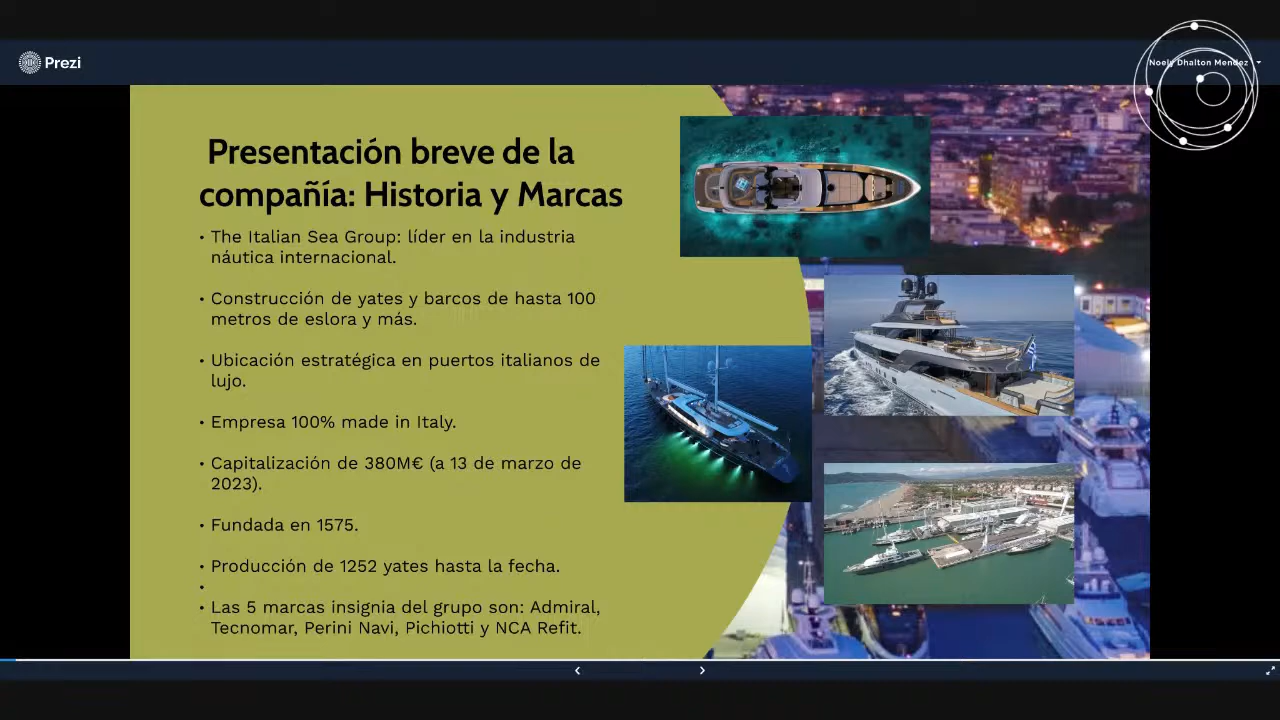 Prezi
Noely Dhalton Mendez
Presentación breve de la
compañía: Historia y Marcas
• The Italian Sea Group: líder en la industria
náutica internacional.
• Construcción de yates y barcos de hasta 100
metros de eslora y más.
• Ubicación estratégica en puertos italianos de
lujo.
• Empresa 100% made in Italy.
• Capitalización de 380M€ (a 13 de marzo de
2023).
• Fundada en 1575.
• Producción de 1252 yates hasta la fecha.
•
• Las 5 marcas insignia del grupo son: Admiral,
Tecnomar, Perini Navi, Pichiotti y NCA Refit.